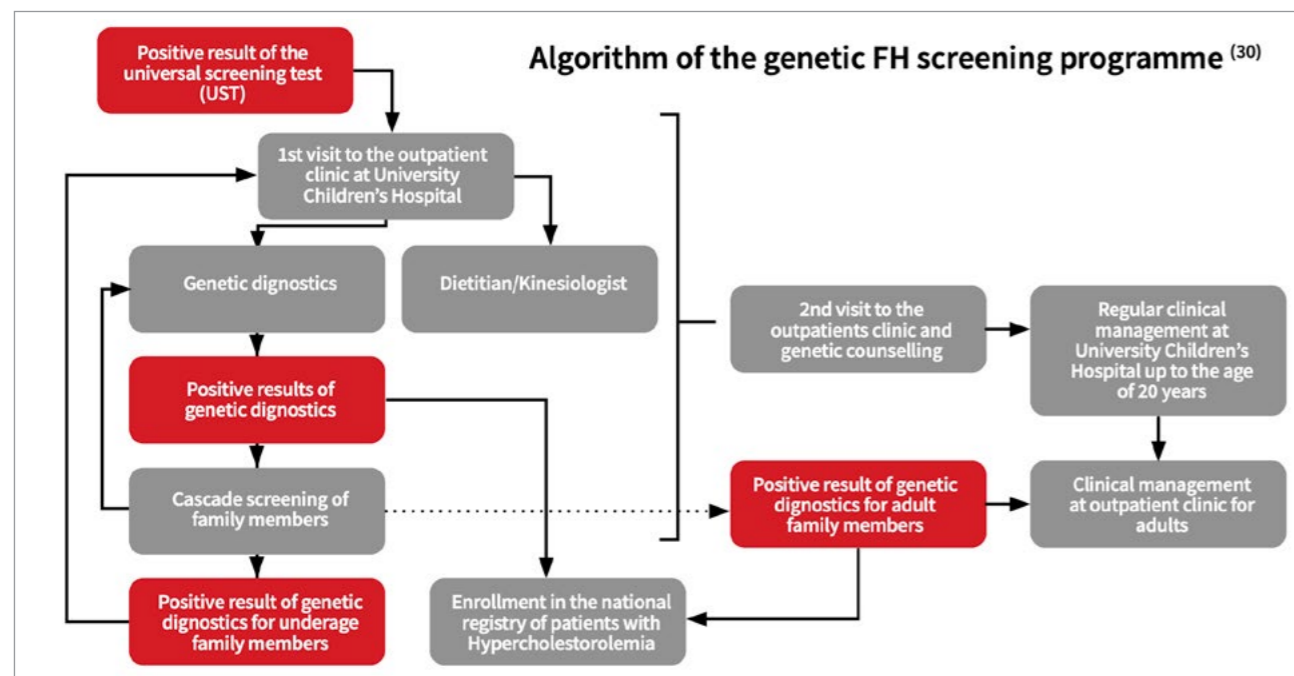 Algorithm of the genetic FH screening programme (30)
Positive result of the
universal screening test
(UST)
1st visit to the outpatient
clinic at University
Children's Hospital
Genetic dignostics
Dietitian/Kinesiologist
2nd visit to the
outpatients clinic and
genetic counselling
Regular clinical
management at
University Children's
Hospital up to the age
of 20 years
Positive results of
genetic dignostics
Cascade screening of
family members
Positive result of genetic
dignostics for adult
family members
Clinical management
at outpatient clinic for
adults
Positive result of genetic
dignostics for underage
family members
Enrollment in the national
registry of patients with
Hypercholestorolemia